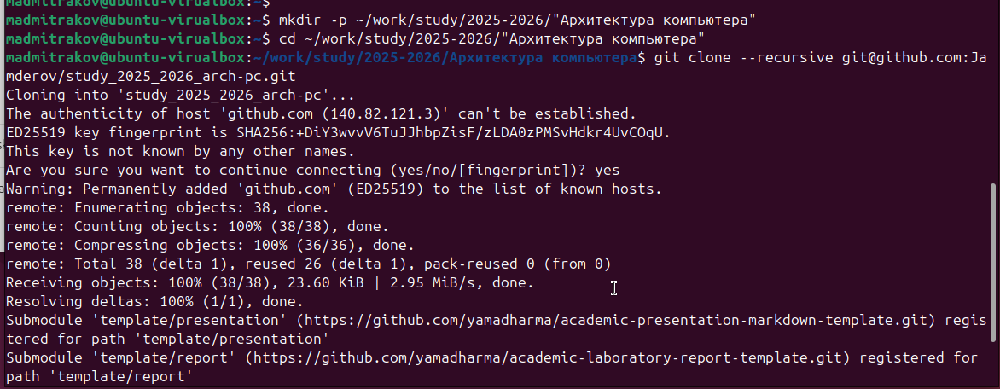 madmitrakov@ubuntu-virualbox:~$
madmitrakov@ubuntu-virualbox:~$ mkdir -p ~/work/study/2025-2026/"Архитектура компьютера"
madmitrakov@ubuntu-virualbox:~$ cd ~/work/study/2025-2026/"Архитектура компьютера"
madmitrakov@ubuntu-virualbox:~/work/study/2025-2026/Архитектура компьютера$ git clone --recursive git@github.com:Ja
mderov/study_2025_2026_arch-pc.git
Cloning into 'study_2025_2026_arch-pc'...
The authenticity of host 'github.com (140.82.121.3)' can't be established.
ED25519 key fingerprint is SHA256:+DiY3wvvV6TuJJhbpZisF/zLDA0zPMSvHdkr4UvCOqU.
This key is not known by any other names.
Are you sure you want to continue connecting (yes/no/[fingerprint])? yes
Warning: Permanently added 'github.com' (ED25519) to the list of known hosts.
remote: Enumerating objects: 38, done.
remote: Counting objects: 100% (38/38), done.
remote: Compressing objects: 100% (36/36), done.
remote: Total 38 (delta 1), reused 26 (delta 1), pack-reused 0 (from 0)
Receiving objects: 100% (38/38), 23.60 KiB | 2.95 MiB/s, done.
Resolving deltas: 100% (1/1), done.
Submodule 'template/presentation' (https://github.com/yamadharma/academic-presentation-markdown-template.git) regis
tered for path 'template/presentation'
Submodule 'template/report' (https://github.com/yamadharma/academic-laboratory-report-template.git) registered for
path 'template/report'